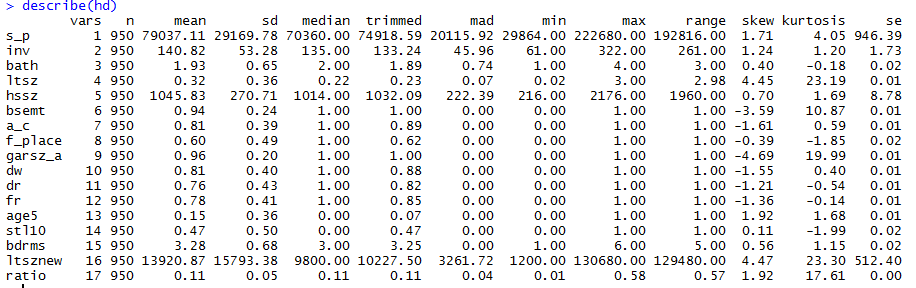 > describe(hd)
vars n mean sd median trimmed mad min max range skew kurtosis se
s_p 1 950 79037.11 29169.78 70360.00 74918.59 20115.92 29864.00 222680.00 192816.00 1.71 4.05 946.39
inv 2 950 140.82 53.28 135.00 133.24 45.96 61.00 322.00 261.00 1.24 1.20 1.73
bath 3 950 1.93 0.65 2.00 1.89 0.74 1.00 4.00 3.00 0.40 -0.18 0.02
ltsz 4 950 0.32 0.36 0.22 0.23 0.07 0.02 3.00 2.98 4.45 23.19 0.01
hssz 5 950 1045.83 270.71 1014.00 1032.09 222.39 216.00 2176.00 1960.00 0.70 1.69 8.78
bsemt 6 950 0.94 0.24 1.00 1.00 0.00 0.00 1.00 1.00 -3.59 10.87 0.01
a_c 7 950 0.81 0.39 1.00 0.89 0.00 0.00 1.00 1.00 -1.61 0.59 0.01
f_place 8 950 0.60 0.49 1.00 0.62 0.00 0.00 1.00 1.00 -0.39 -1.85 0.02
garsz_a 9 950 0.96 0.20 1.00 1.00 0.00 0.00 1.00 1.00 -4.69 19.99 0.01
dw 10 950 0.81 0.40 1.00 0.88 0.00 0.00 1.00 1.00 -1.55 0.40 0.01
dr 11 950 0.76 0.43 1.00 0.82 0.00 0.00 1.00 1.00 -1.21 -0.54 0.01
fr 12 950 0.78 0.41 1.00 0.85 0.00 0.00 1.00 1.00 -1.36 -0.14 0.01
age5 13 950 0.15 0.36 0.00 0.07 0.00 0.00 1.00 1.00 1.92 1.68 0.01
stl10 14 950 0.47 0.50 0.00 0.47 0.00 0.00 1.00 1.00 0.11 -1.99 0.02
bdrms 15 950 3.28 0.68 3.00 3.25 0.00 1.00 6.00 5.00 0.56 1.15 0.02
ltsznew 16 950 13920.87 15793.38 9800.00 10227.50 3261.72 1200.00 130680.00 129480.00 4.47 23.30 512.40
ratio 17 950 0.11 0.05 0.11 0.11 0.04 0.01 0.58 0.57 1.92 17.61 0.00